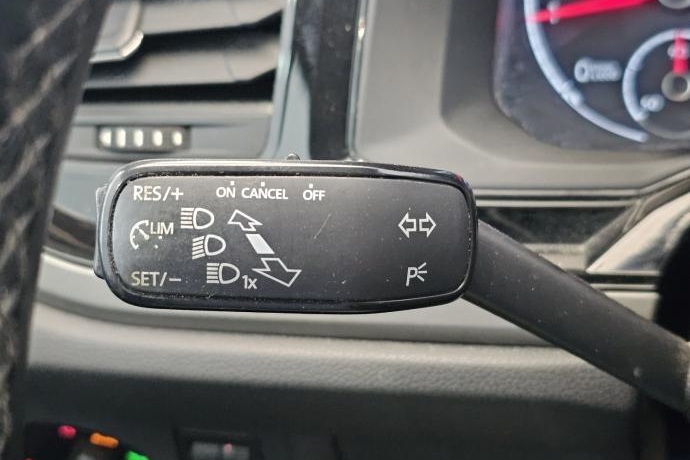 RES/+ ON CANCEL OFF
LIM
SET/− 1x P